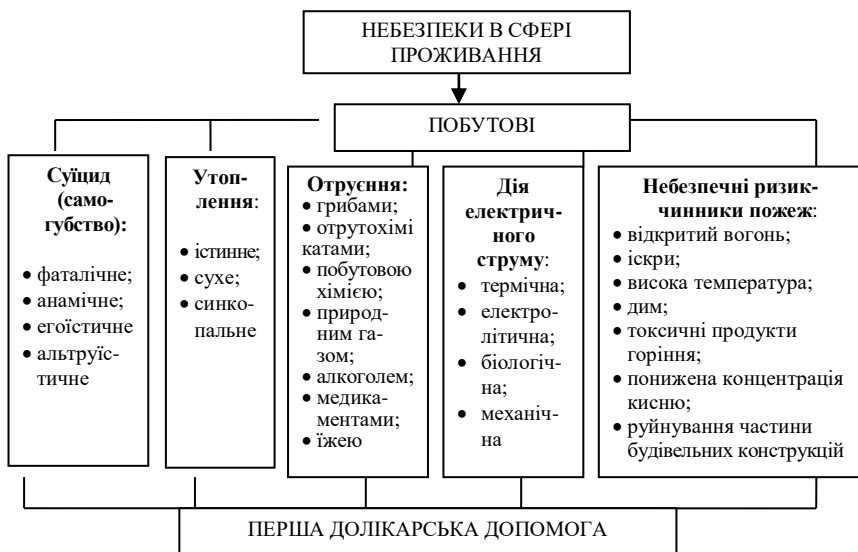 НЕБЕЗПЕКИ В СФЕРІ
ПРОЖИВАННЯ
ПОБУТОВІ
Суїцид
(само-
губство):
• фаталічне;
• анамічне;
• егоїстичне
• альтруїс-
тичне
Утоп-
лення:
• істинне;
• сухе;
• синко-
пальне
Отруєння:
• грибами;
• отрутохімі
катами;
• побутовою
хімією;
• природ-
ним га-
зом;
• алкоголем;
• медика-
ментами;
• їжею
Дія
електрич-
ного
струму:
• термічна;
• електро-
літична;
• біологіч-
на;
• механіч-
на
Небезпечні ризик-
чинники пожеж:
• відкритий вогонь;
• іскри;
• висока температура;
• дим;
• токсичні продукти
горіння;
• понижена концентрація
кисню;
• руйнування частини
будівельних конструкцій
ПЕРША ДОЛІКАРСЬКА ДОПОМОГА